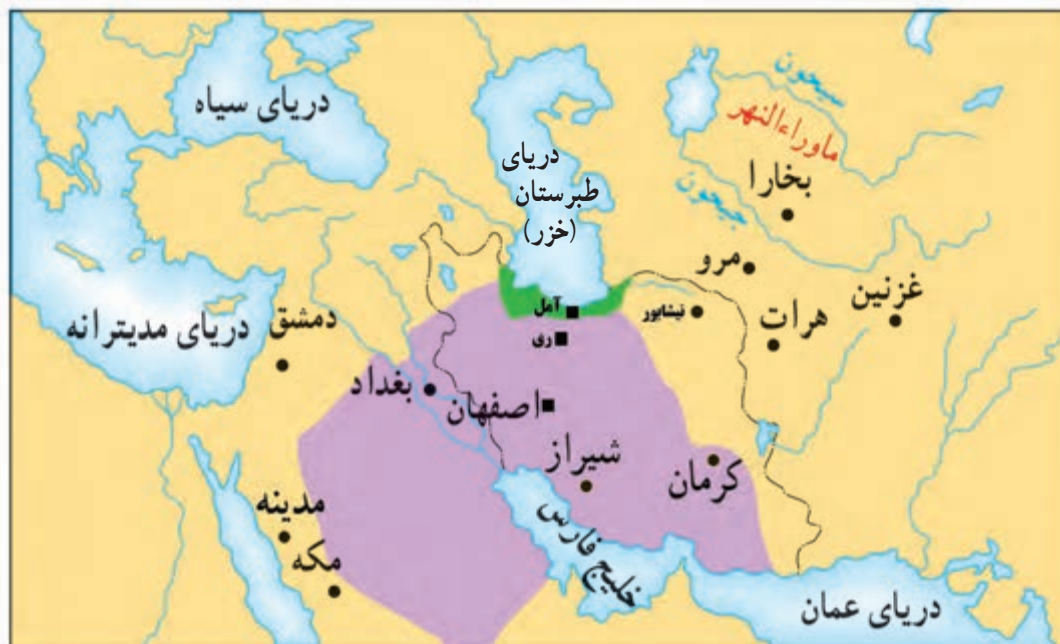 دریای سیاه
دریای
طبرستان
(خزر)
سیحون
ماوراءالنهر
جیحون
بخارا
مرو
غزنین
هرات
نیشابور
آمل
ری
دریای مدیترانه
دمشق
بغداد
اصفهان
شیراز
کرمان
مدینه
مکه
خلیج فارس
دریای عمان